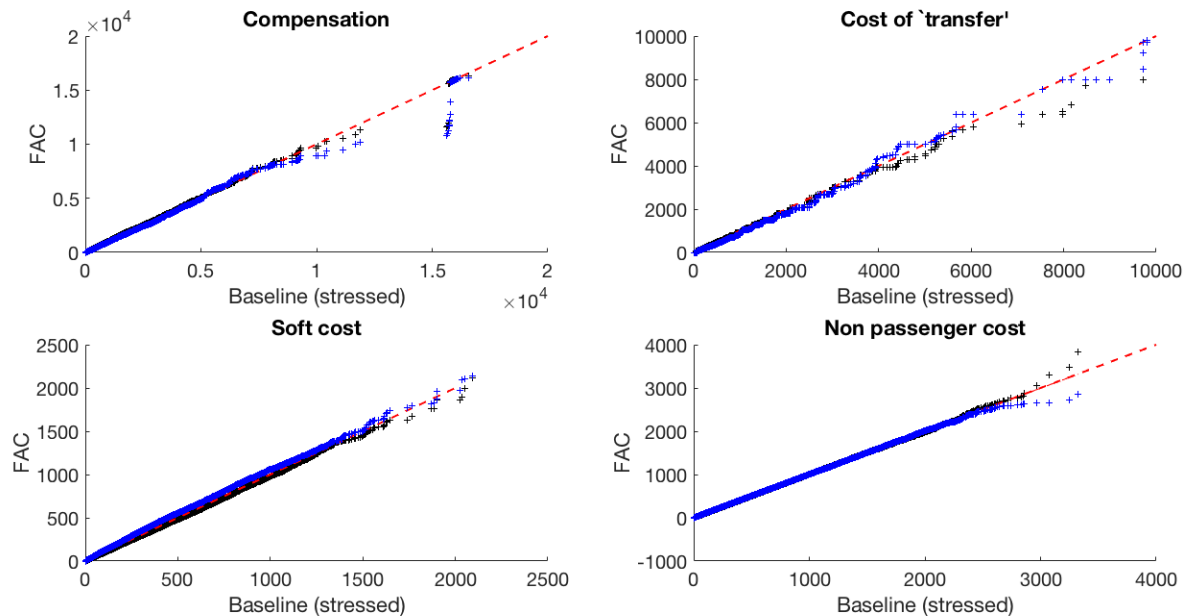 Compensation
×10⁴
2
1.5
1
0.5
0
FAC
0 0.5 1 1.5 2
Baseline (stressed)
×10⁴
Cost of `transfer'
10000
8000
6000
4000
2000
0
FAC
0 2000 4000 6000 8000 10000
Baseline (stressed)
Soft cost
2500
2000
1500
1000
500
0
FAC
0 500 1000 1500 2000 2500
Baseline (stressed)
Non passenger cost
4000
3000
2000
1000
0
-1000
FAC
0 1000 2000 3000 4000
Baseline (stressed)